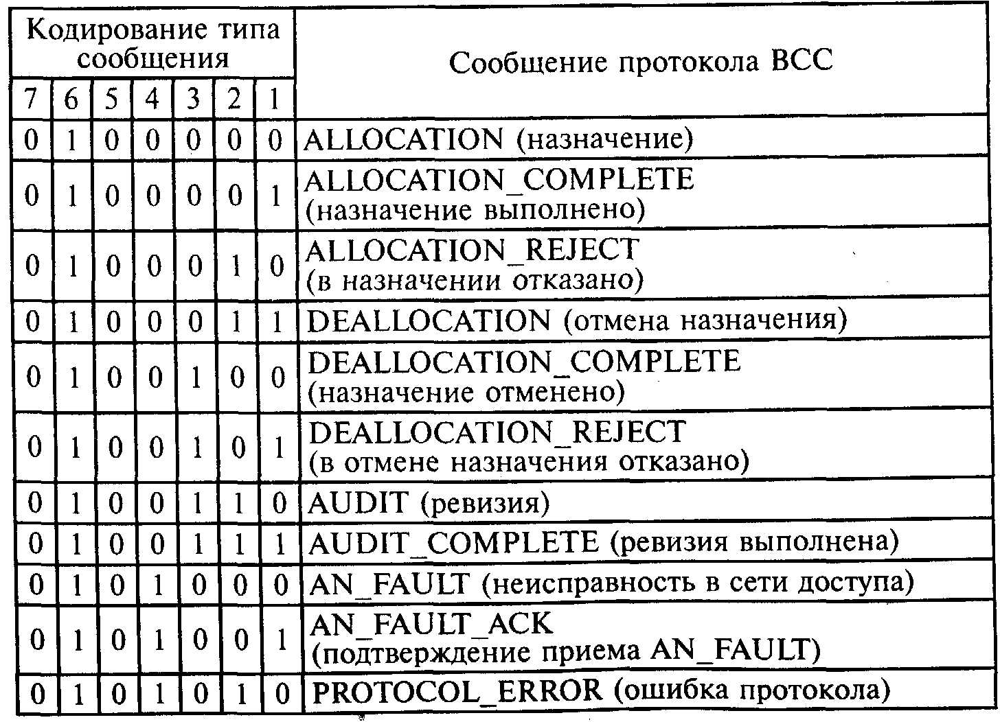 Кодирование типа
сообщения
Сообщение протокола ВСС
7 6 5 4 3 2 1
0 1 0 0 0 0 0 ALLOCATION (назначение)
0 1 0 0 0 0 1 ALLOCATION_COMPLETE
(назначение выполнено)
0 1 0 0 0 1 0 ALLOCATION_REJECT
(в назначении отказано)
0 1 0 0 0 1 1 DEALLOCATION (отмена назначения)
0 1 0 0 1 0 0 DEALLOCATION_COMPLETE
(назначение отменено)
0 1 0 0 1 0 1 DEALLOCATION_REJECT
(в отмене назначения отказано)
0 1 0 0 1 1 0 AUDIT (ревизия)
0 1 0 0 1 1 1 AUDIT_COMPLETE (ревизия выполнена)
0 1 0 1 0 0 0 AN_FAULT (неисправность в сети доступа)
0 1 0 1 0 0 1 AN_FAULT_ACK
(подтверждение приема AN_FAULT)
0 1 0 1 0 1 0 PROTOCOL_ERROR (ошибка протокола)